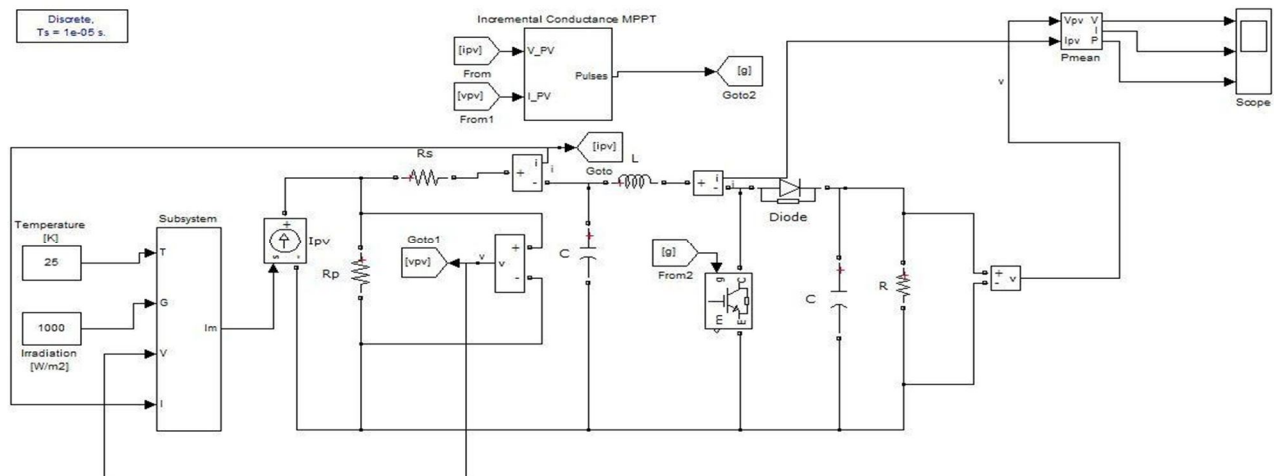 Discrete,
Ts = 1e-05 s.
Incremental Conductance MPPT
[ipv]
From
V_PV
[vpv]
From1
I_PV
Pulses
[g]
Goto2
Vpv
V
Ipv
I
P
Pmean
Scope
v
[ipv]
Goto
Rs
+
-
i
i
L
+
-
i
i
Diode
Temperature
[K]
25
Subsystem
T
G
V
I
Im
1000
Irradiation
[W/m2]
+
s
-
Ipv
Rp
Goto1
[vpv]
v
+
v
-
C
[g]
From2
g
C
m
E
C
R
+
-
v
v